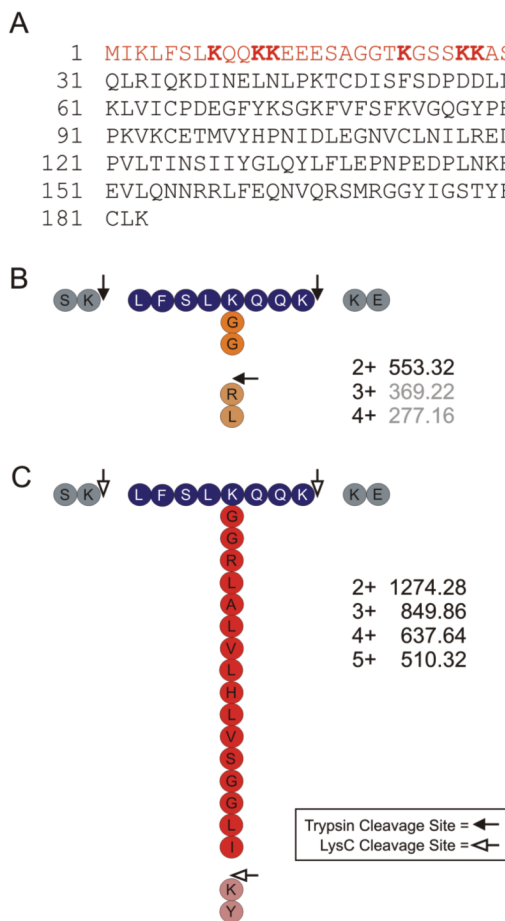 A
1 MIKLFSLKQQKKEEESAGGTKGSSKKAS
31 QLRIQKDINELNLPKTCDISFSDPDDLL
61 KLVICPDEGFYKSGKFVFSFKVGQGYPH
91 PKVKCETMVYHPNIDLEGNVCLNILRED
121 PVLTINSIIYGLQYLFLEPNPEDPLNKE
151 EVLQNNRRLFEQNVQRSMRGGYIGSTYF
181 CLK
B
S K L F S L K Q Q K K E
G
G
R
L
2+ 553.32
3+ 369.22
4+ 277.16
C
S K L F S L K Q Q K K E
G
G
R
L
A
L
V
L
H
L
V
S
G
G
L
I
K
Y
2+ 1274.28
3+ 849.86
4+ 637.64
5+ 510.32
Trypsin Cleavage Site =
LysC Cleavage Site =